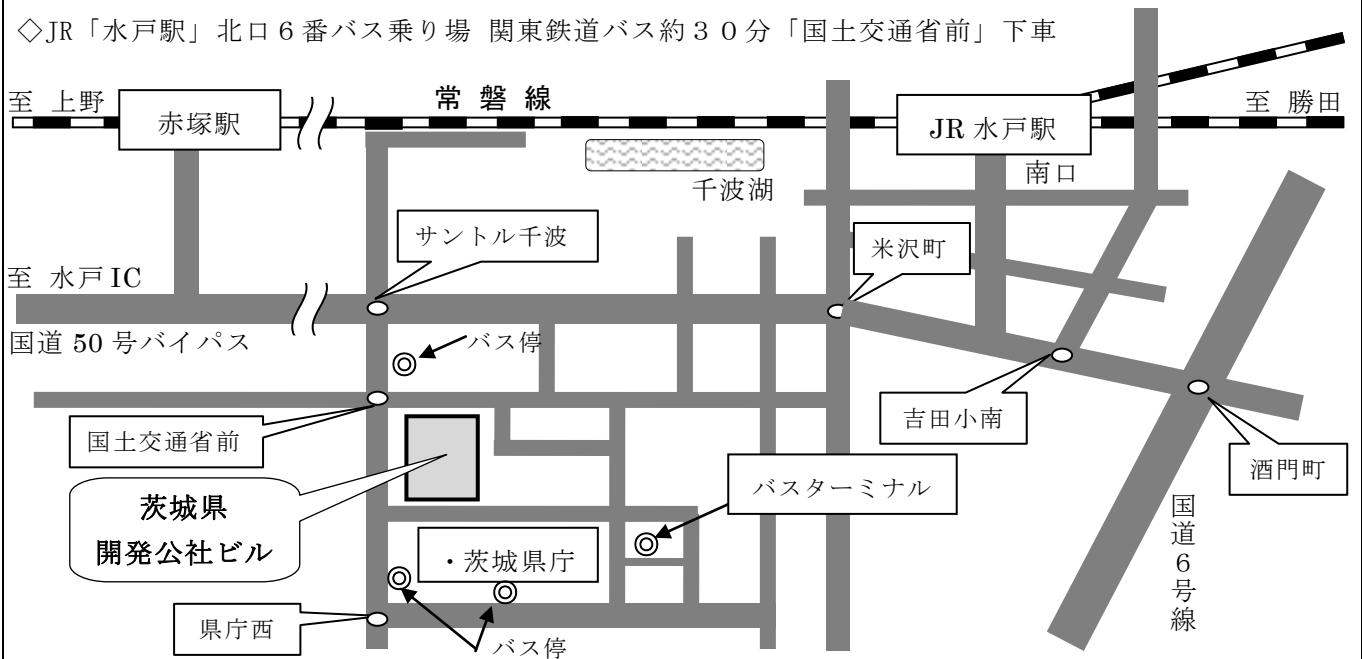 ◇JR「水戸駅」北口６番バス乗り場 関東鉄道バス約３０分「国土交通省前」下車
至 上野
赤塚駅
常 磐 線
JR 水戸駅
至 勝田
南口
千波湖
サントル千波
米沢町
至 水戸 IC
国道 50 号バイパス
バス停
国土交通省前
吉田小南
酒門町
茨城県
開発公社ビル
バスターミナル
・茨城県庁
国道６号線
県庁西
バス停